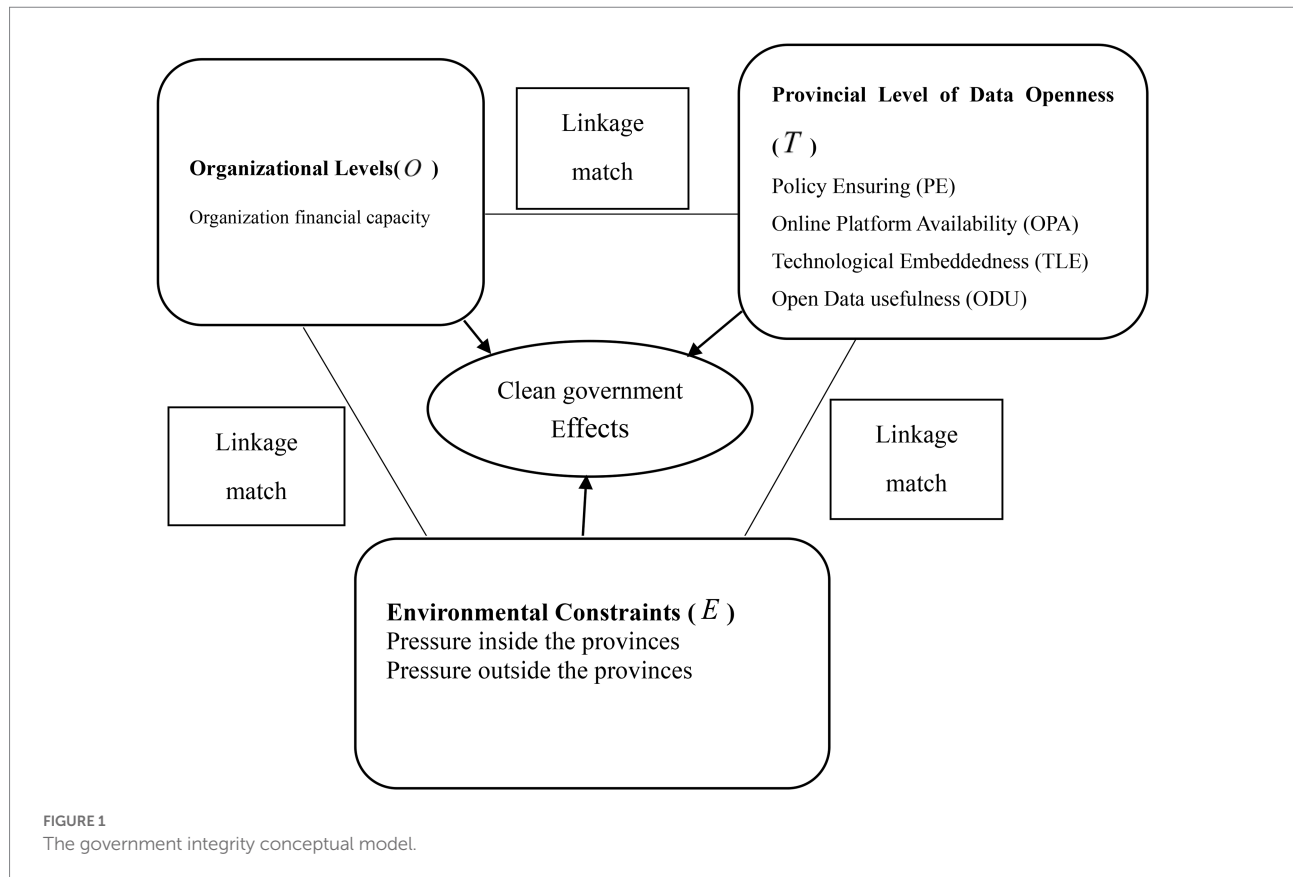 Organizational Levels( O )
Organization financial capacity
Linkage
match
Provincial Level of Data Openness
( T )
Policy Ensuring (PE)
Online Platform Availability (OPA)
Technological Embeddedness (TLE)
Open Data usefulness (ODU)
Clean government
Effects
Linkage
match
Linkage
match
Environmental Constraints ( E )
Pressure inside the provinces
Pressure outside the provinces
FIGURE 1
The government integrity conceptual model.